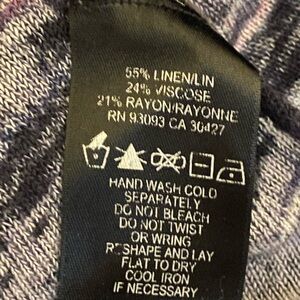 55% LINEN/LIN
24% VISCOSE
21% RAYON/RAYONNE
RN 93093 CA 30427
HAND WASH COLD
SEPARATELY
DO NOT BLEACH
DO NOT TWIST
OR WRING
RESHAPE AND LAY
FLAT TO DRY
COOL IRON
IF NECESSARY